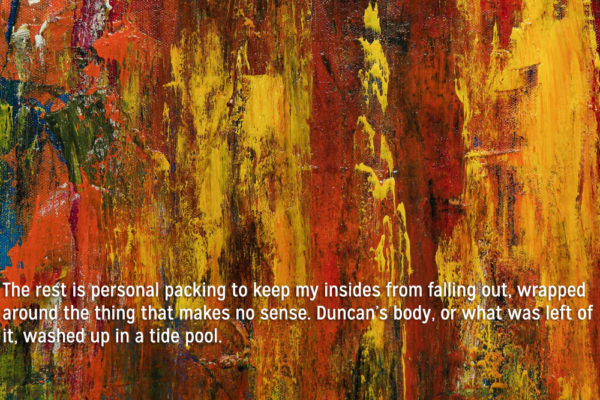 The rest is personal packing to keep my insides from falling out, wrapped
around the thing that makes no sense. Duncan's body, or what was left of
it, washed up in a tide pool.